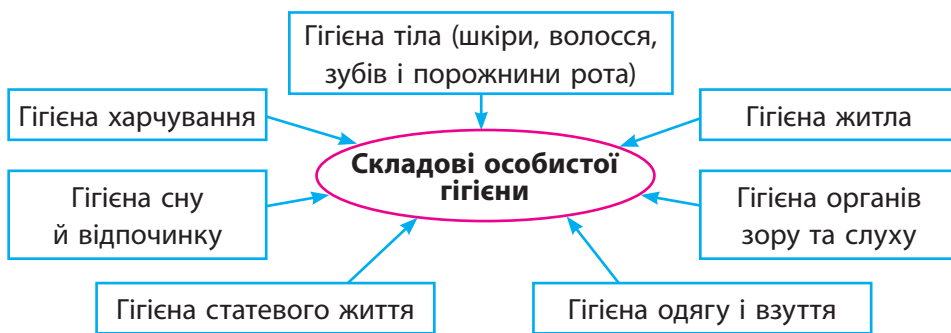 Гігієна тіла (шкіри, волосся,
зубів і порожнини рота)
Гігієна харчування
Гігієна житла
Складові особистої
гігієни
Гігієна сну
й відпочинку
Гігієна органів
зору та слуху
Гігієна статевого життя
Гігієна одягу і взуття